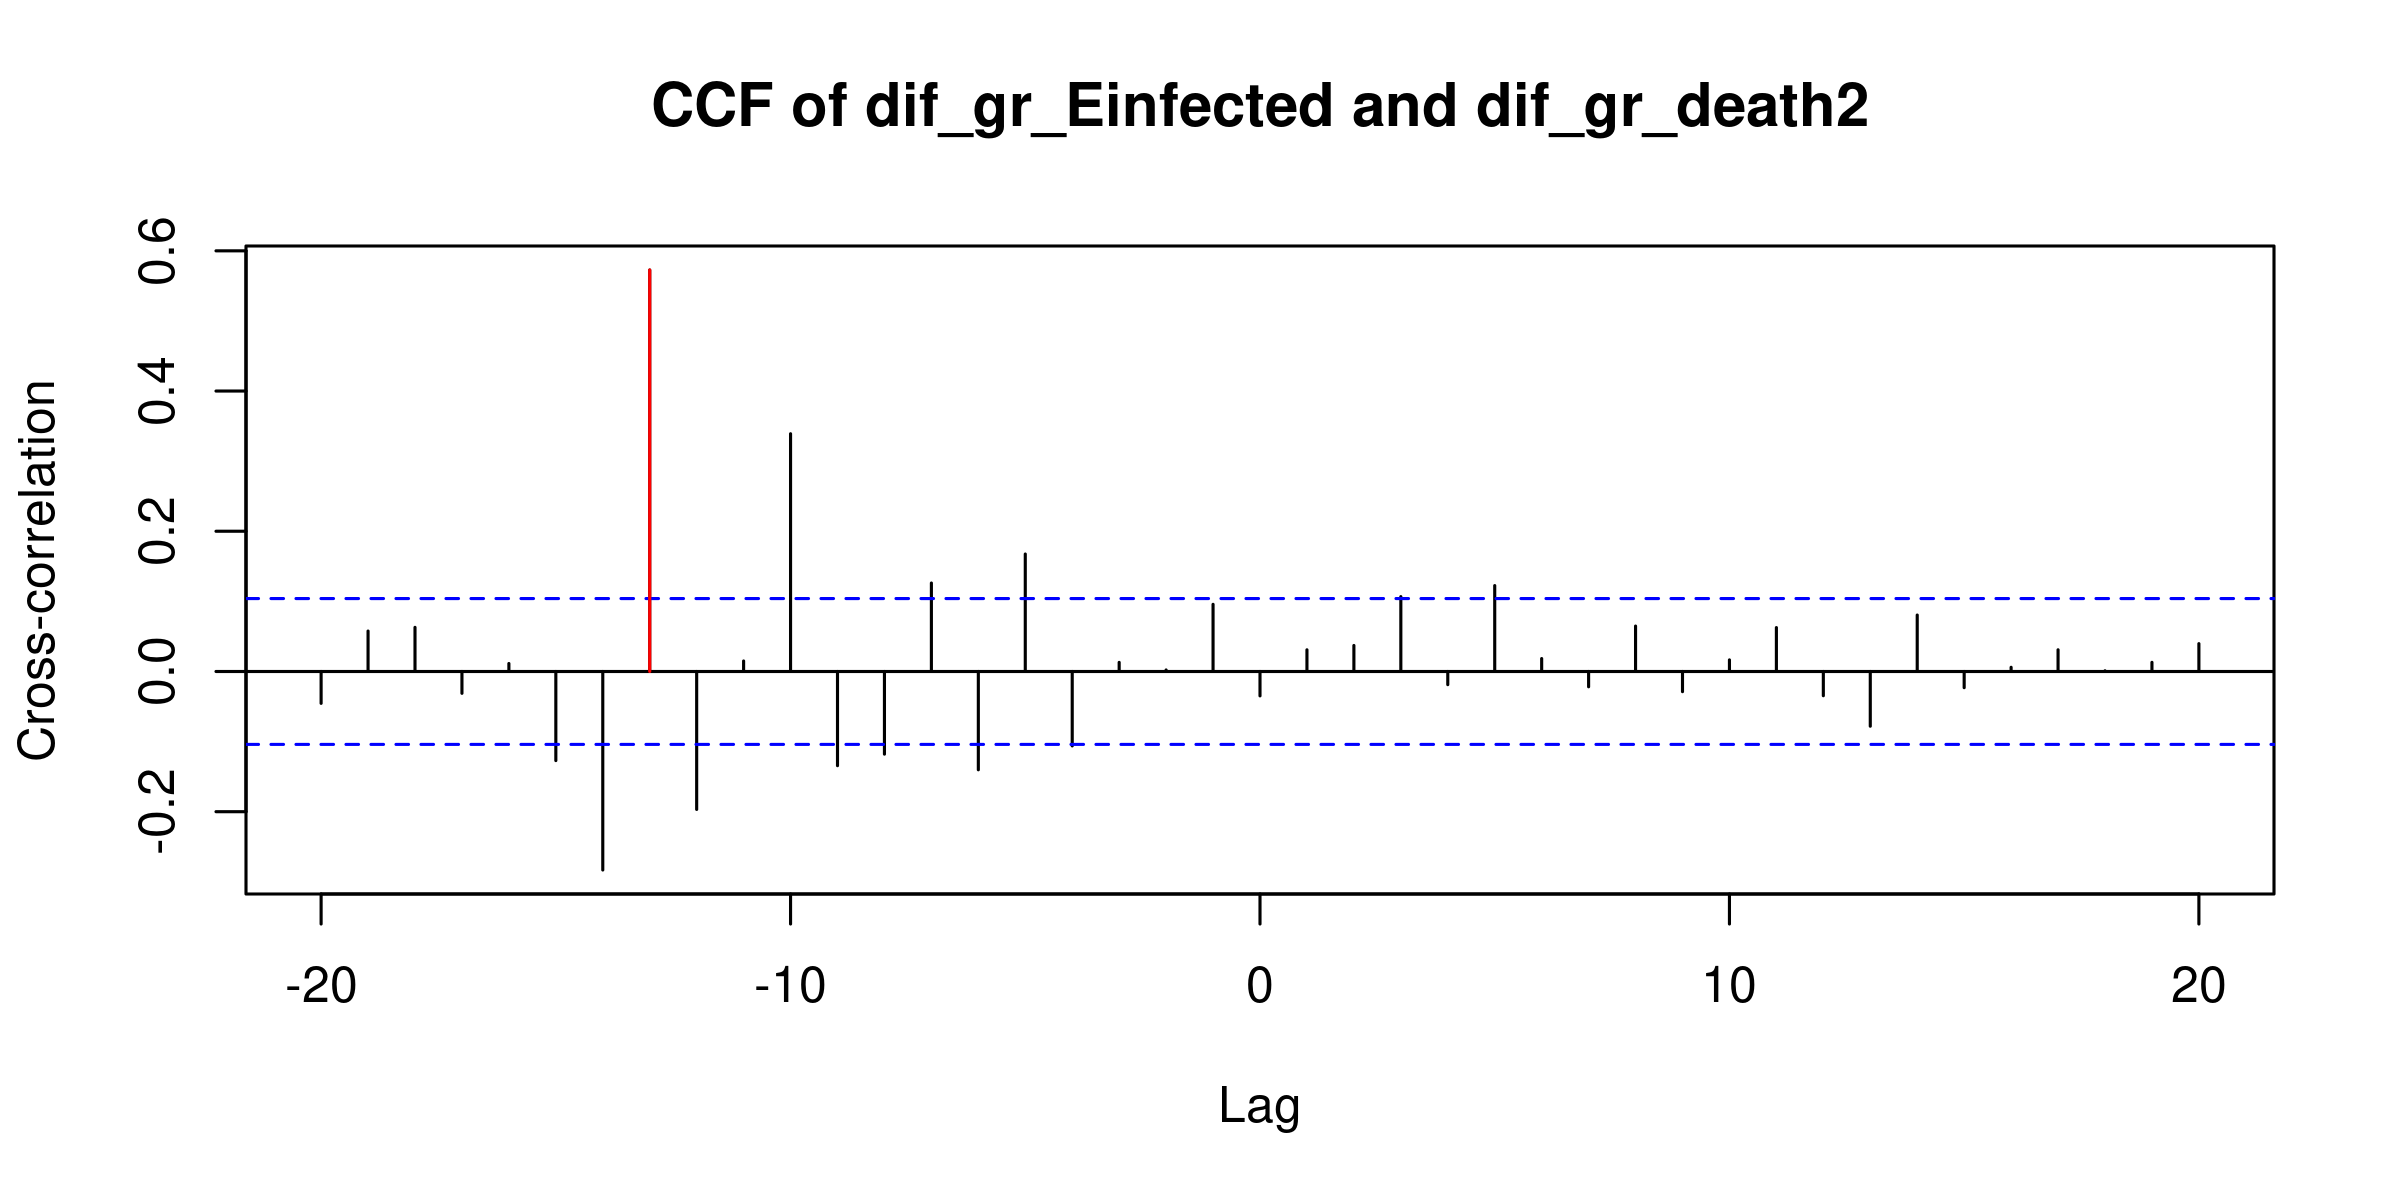 CCF of dif_gr_Einfected and dif_gr_death2
Cross-correlation
0.6
0.4
0.2
0.0
-0.2
-20 -10 0 10 20
Lag